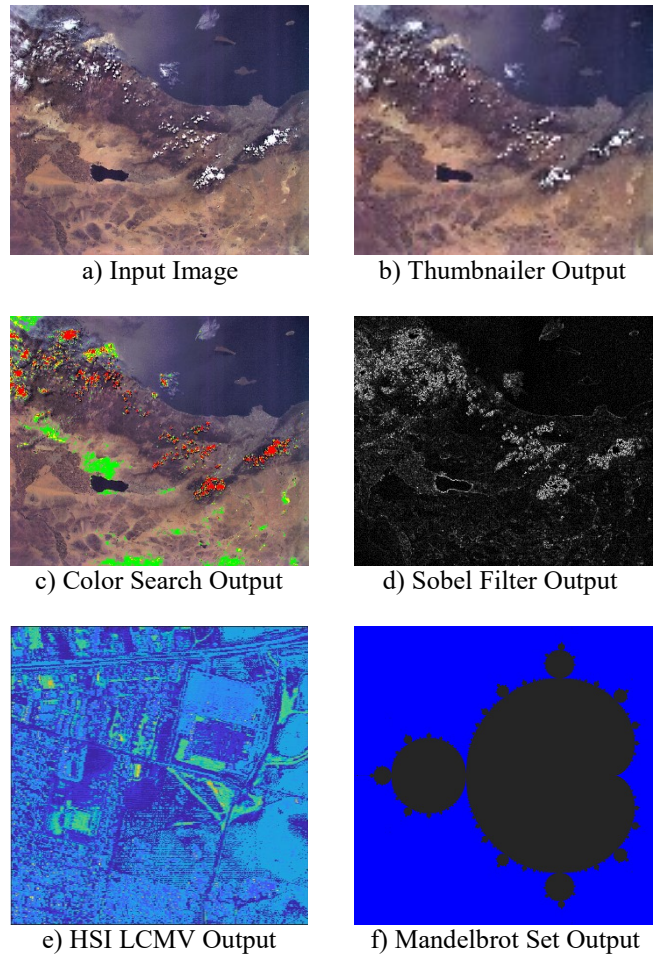 a) Input Image
b) Thumbnailer Output
c) Color Search Output
d) Sobel Filter Output
e) HSI LCMV Output
f) Mandelbrot Set Output